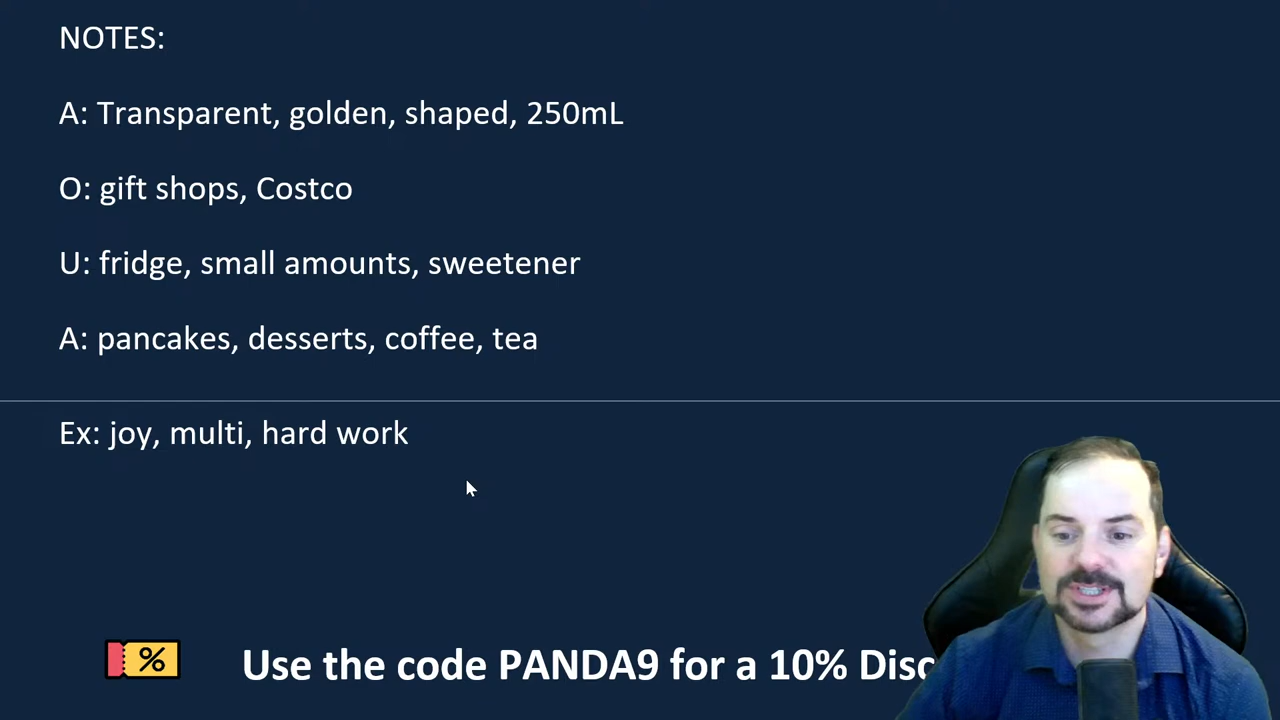 NOTES:
A: Transparent, golden, shaped, 250mL
O: gift shops, Costco
U: fridge, small amounts, sweetener
A: pancakes, desserts, coffee, tea
Ex: joy, multi, hard work
% Use the code PANDA9 for a 10% Disc